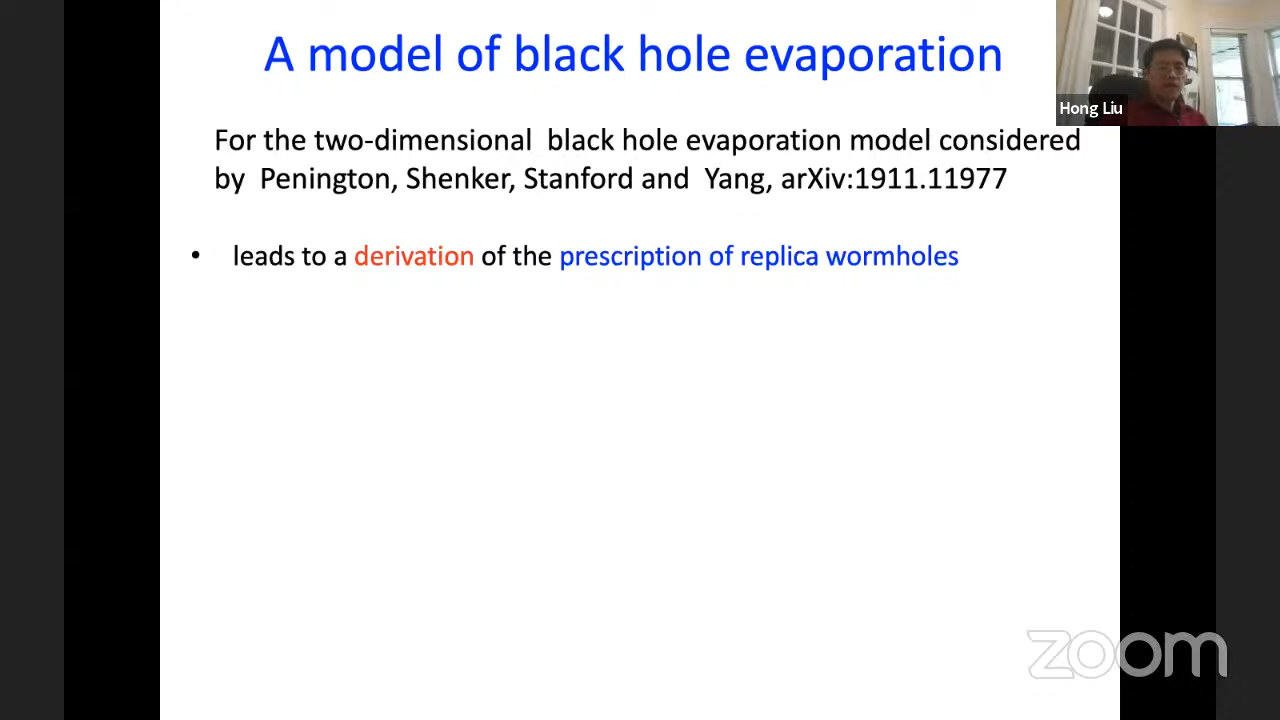 A model of black hole evaporation
Hong Liu
For the two-dimensional black hole evaporation model considered
by Penington, Shenker, Stanford and Yang, arXiv:1911.11977
• leads to a derivation of the prescription of replica wormholes
zoom